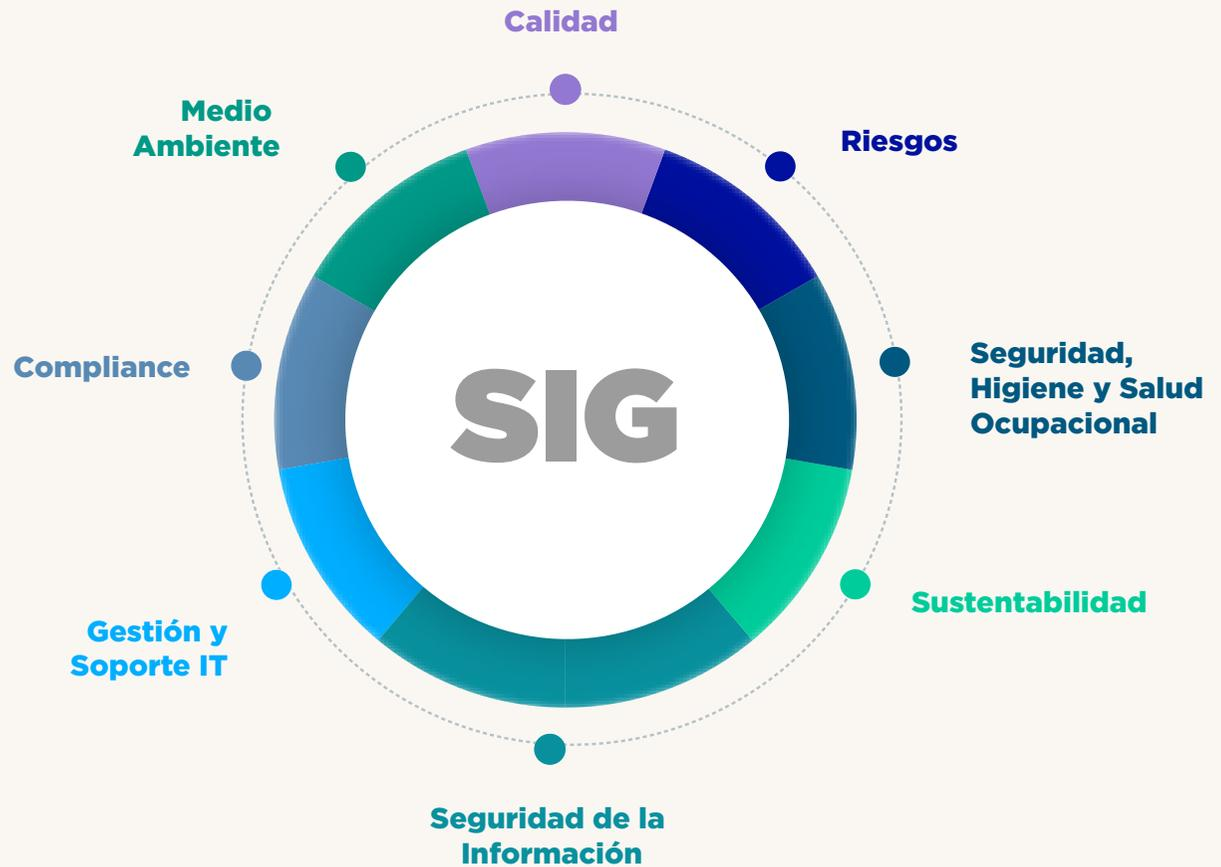 Calidad
Riesgos
Seguridad,
Higiene y Salud
Ocupacional
Sustentabilidad
Seguridad de la
Información
Gestión y
Soporte IT
Compliance
Medio
Ambiente
SIG